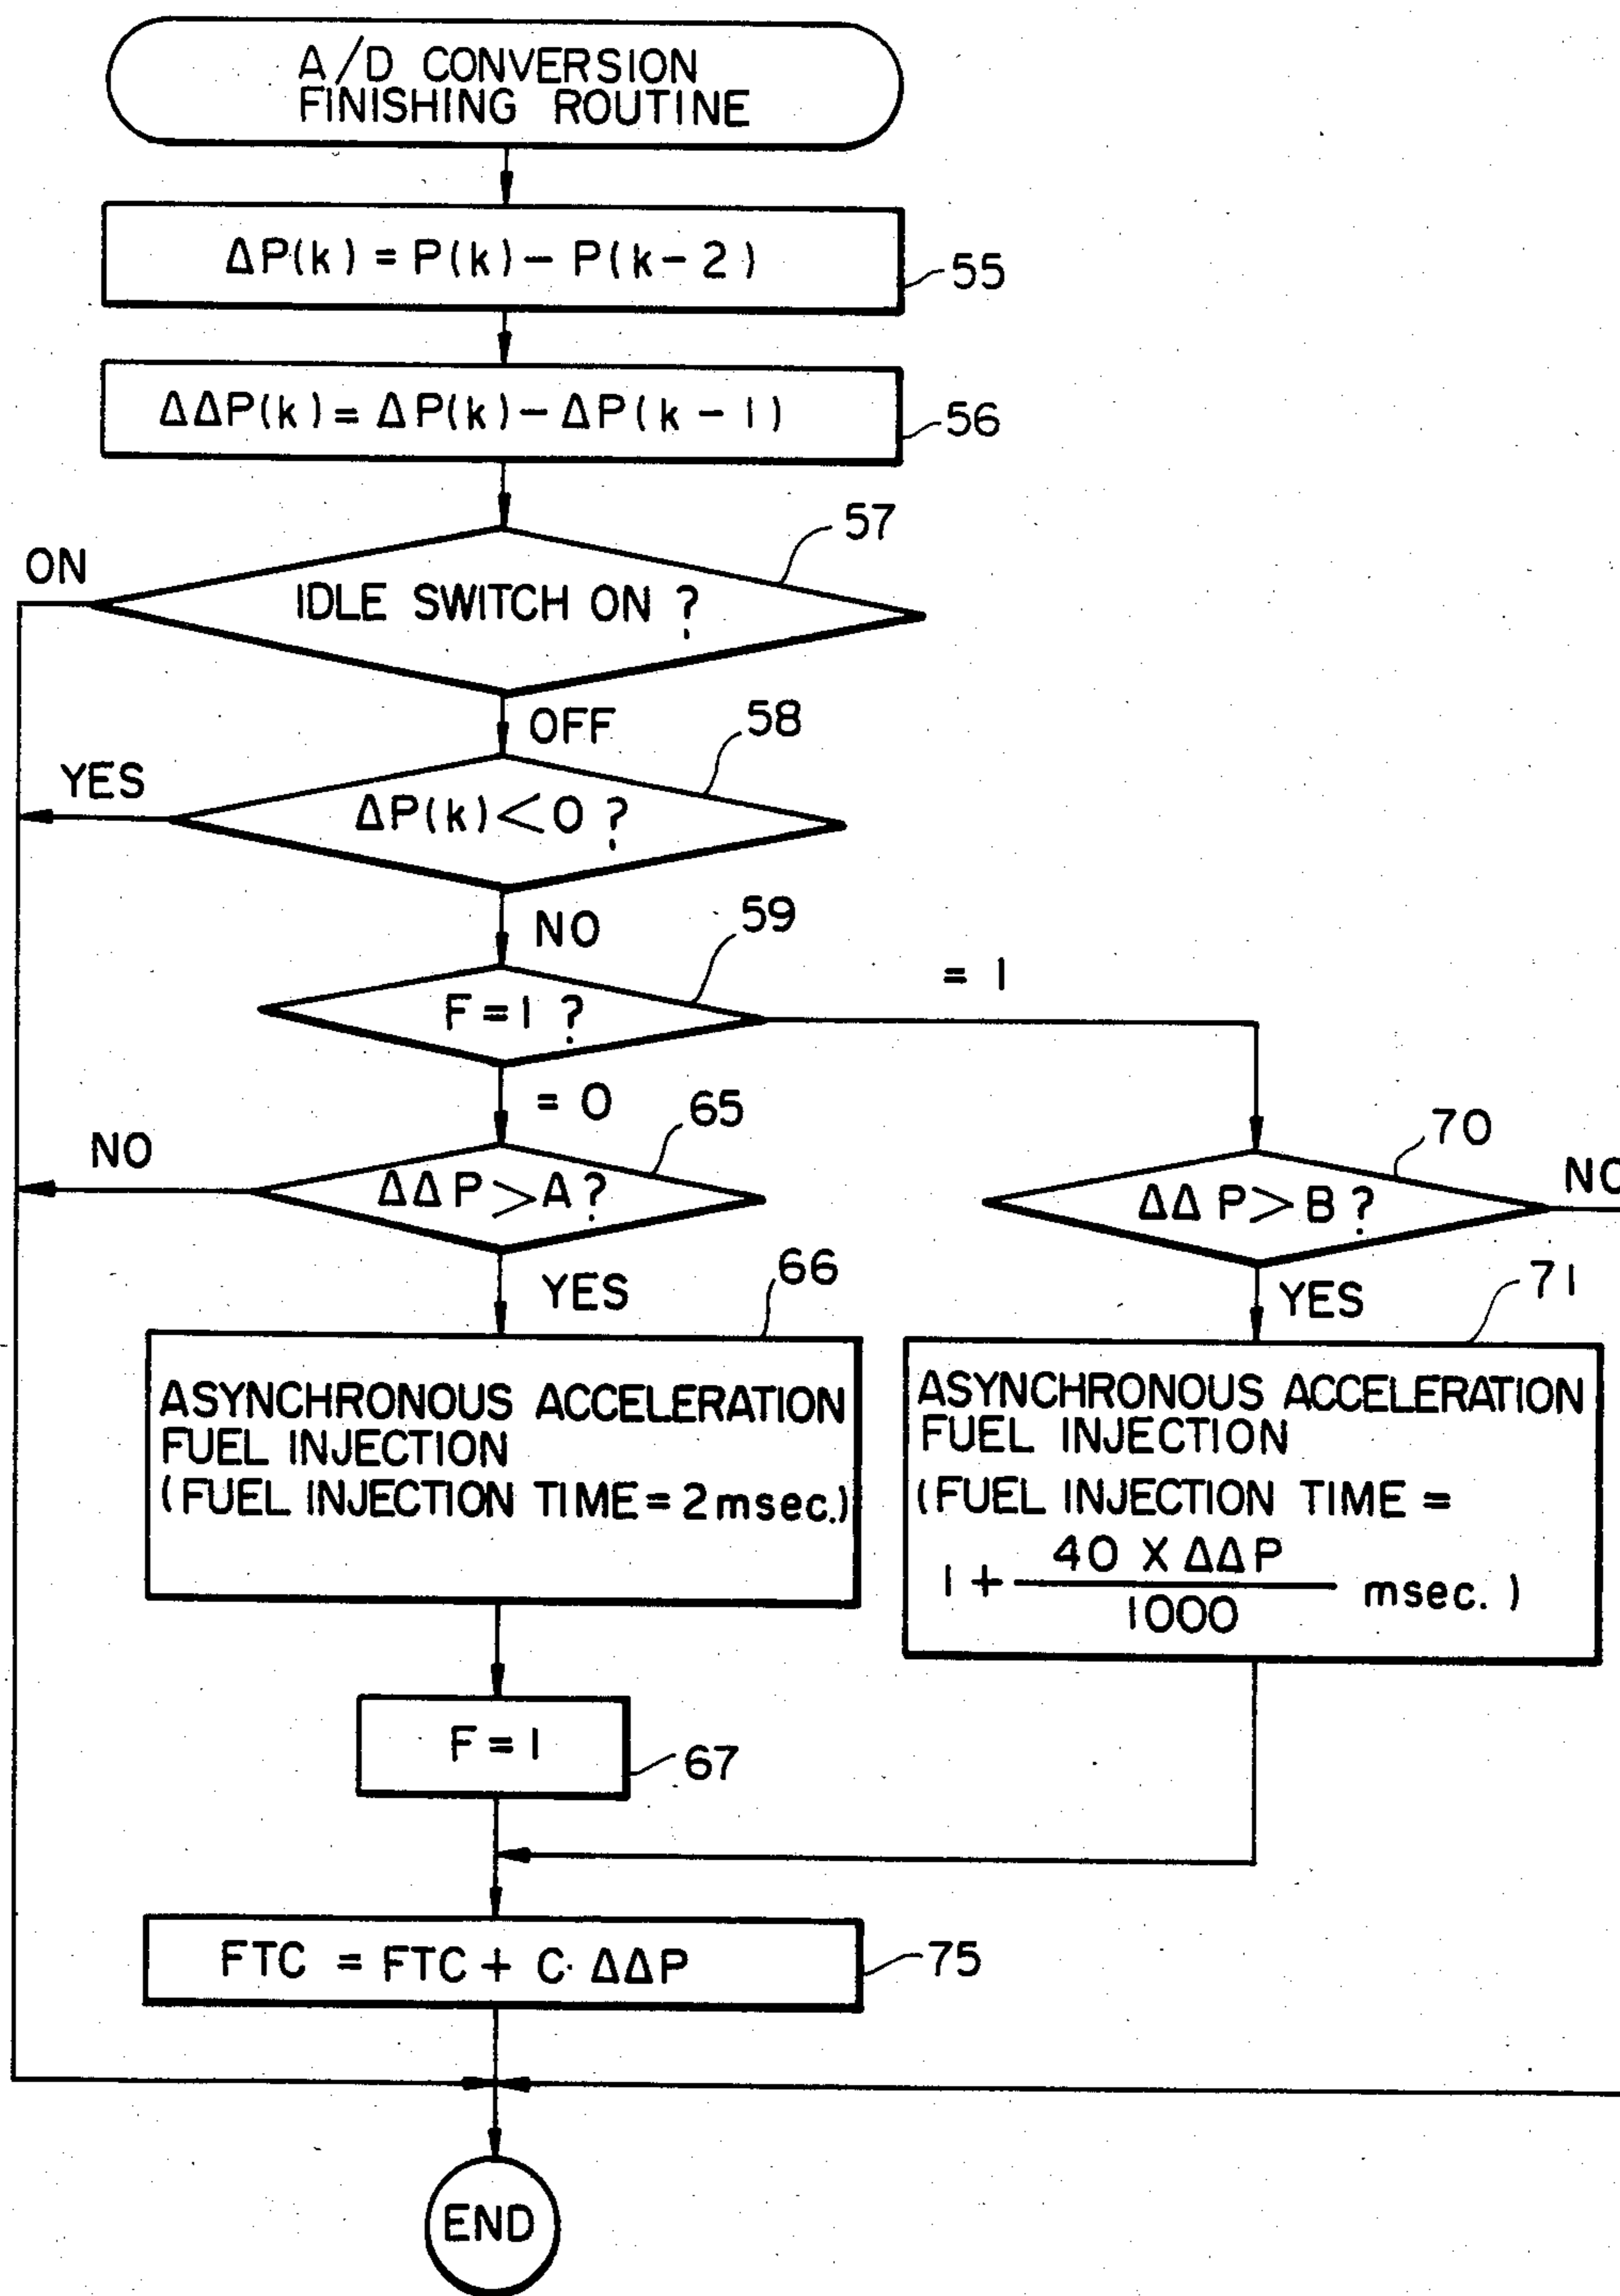 A/D CONVERSION
FINISHING ROUTINE
ΔP(k) = P(k) - P(k-2)
55
ΔΔP(k) = ΔP(k) - ΔP(k-1)
56
57
ON
IDLE SWITCH ON ?
OFF
58
YES
ΔP(k) < 0 ?
NO
59
= 1
F = 1 ?
= 0
65
70
NO
NO
ΔΔP > A ?
ΔΔP > B ?
YES
66
YES
71
ASYNCHRONOUS ACCELERATION
FUEL INJECTION
(FUEL INJECTION TIME = 2 msec.)
ASYNCHRONOUS ACCELERATION
FUEL INJECTION
(FUEL INJECTION TIME =
1 + 40 X ΔΔP / 1000 msec. )
F = 1
67
FTC = FTC + C· ΔΔP
75
END